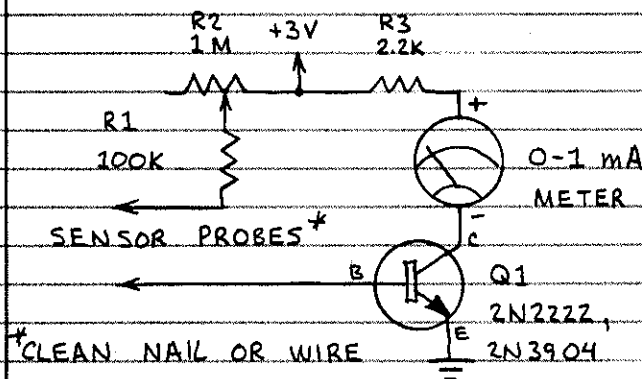 R2
1M
+3V
R3
2.2K
+
R1
100K
0-1 mA
METER
-
SENSOR PROBES*
C
B
Q1
2N2222,
2N3904
E
*CLEAN NAIL OR WIRE